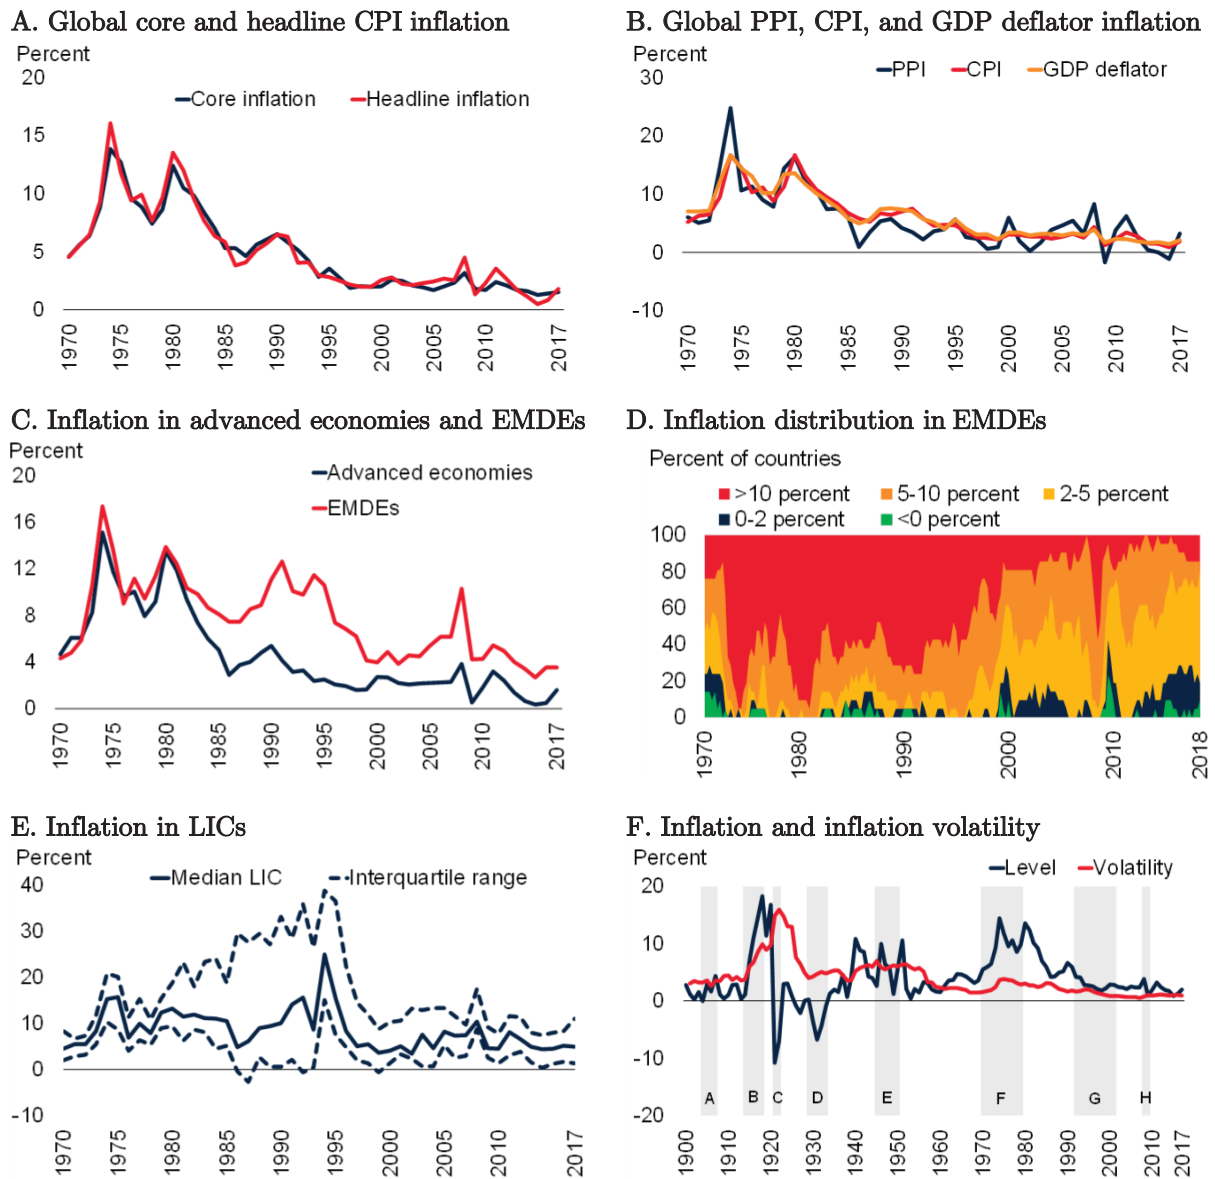 A. Global core and headline CPI inflation
Percent
20
Core inflation Headline inflation
15
10
5
0
1970 1975 1980 1985 1990 1995 2000 2005 2010 2017
B. Global PPI, CPI, and GDP deflator inflation
Percent
30
PPI CPI GDP deflator
20
10
0
-10
1970 1975 1980 1985 1990 1995 2000 2005 2010 2017
C. Inflation in advanced economies and EMDEs
Percent
20
Advanced economies
EMDEs
16
12
8
4
0
1970 1975 1980 1985 1990 1995 2000 2005 2010 2017
D. Inflation distribution in EMDEs
Percent of countries
>10 percent 5-10 percent 2-5 percent
0-2 percent <0 percent
100
80
60
40
20
0
1970 1980 1990 2000 2010 2018
E. Inflation in LICs
Percent
Median LIC Interquartile range
40
30
20
10
0
-10
1970 1975 1980 1985 1990 1995 2000 2005 2010 2017
F. Inflation and inflation volatility
Percent
Level Volatility
20
10
0
-10
A B C D E F G H
-20
1900 1910 1920 1930 1940 1950 1960 1970 1980 1990 2000 2010 2017